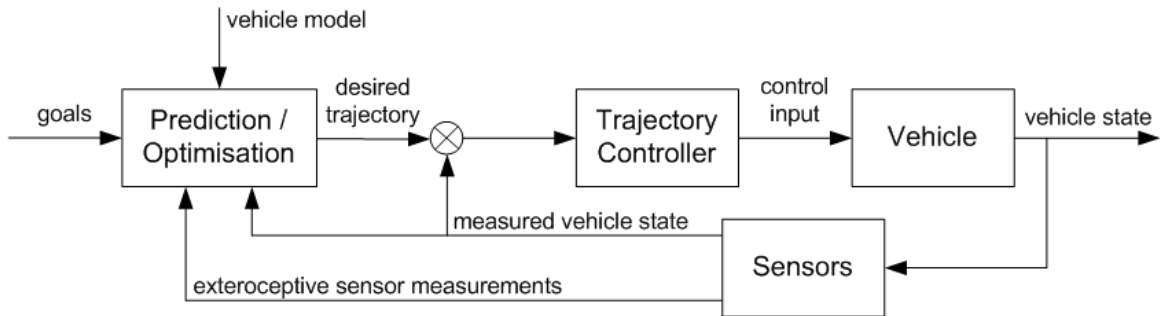 vehicle model
goals
Prediction /
Optimisation
desired
trajectory
Trajectory
Controller
control
input
Vehicle
vehicle state
measured vehicle state
Sensors
exteroceptive sensor measurements